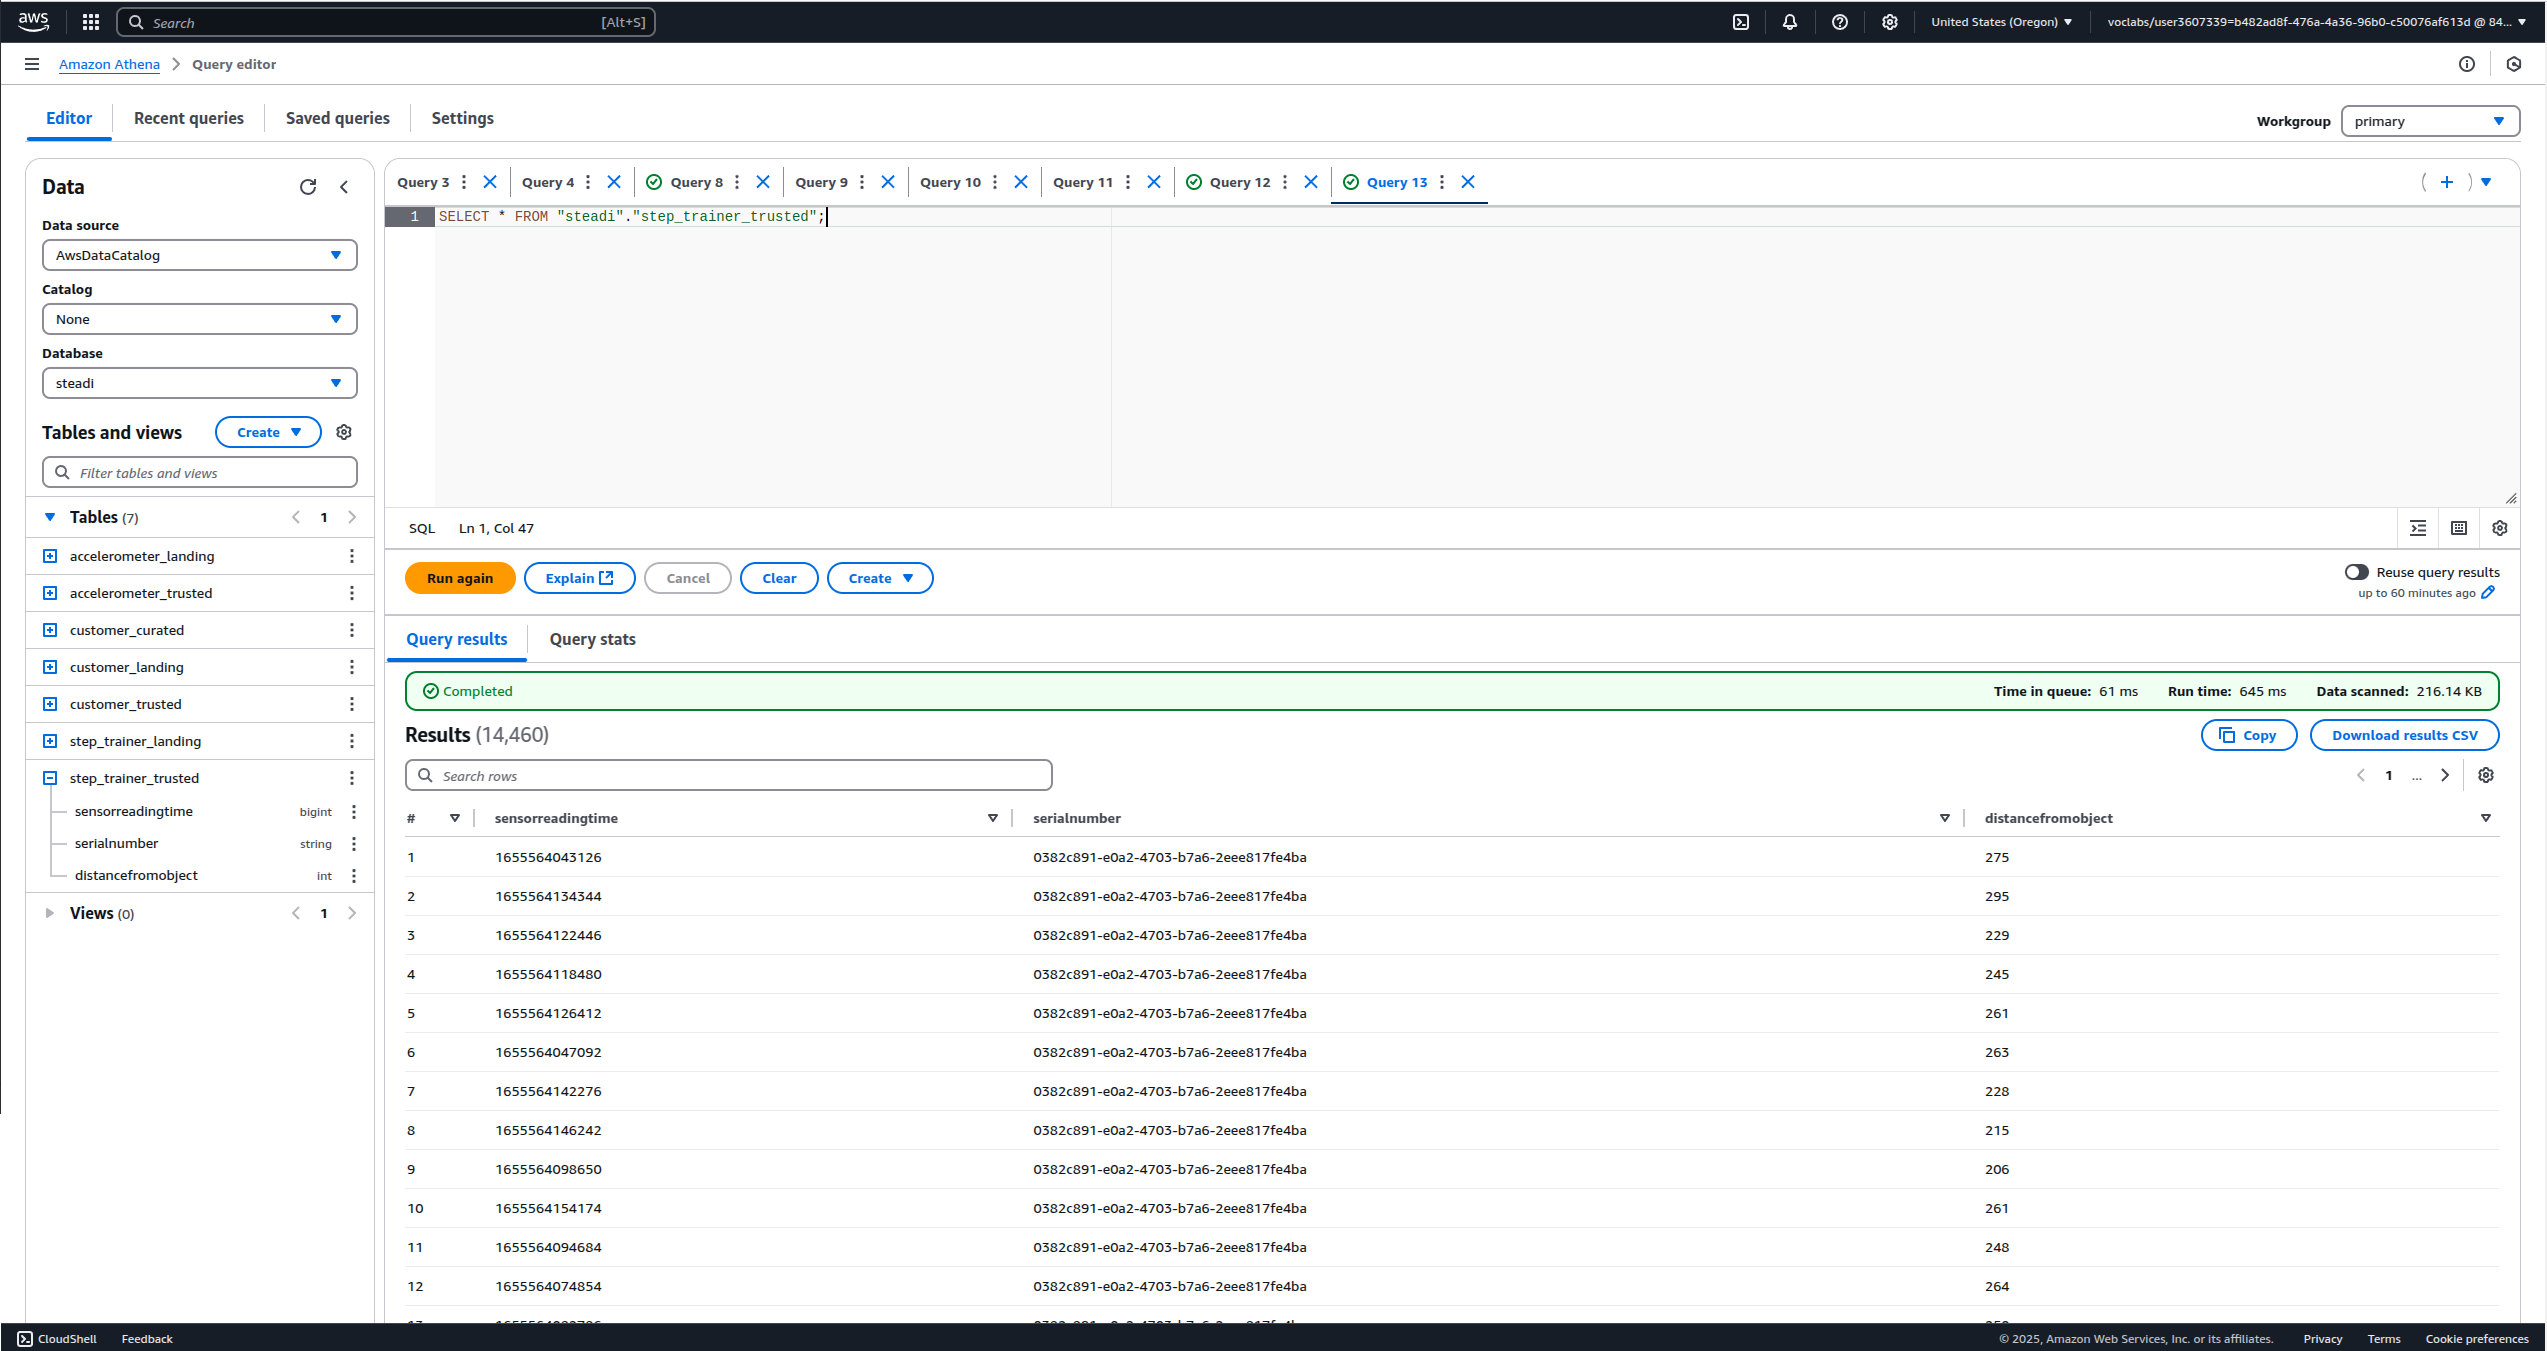 aws Search [Alt+S] United States (Oregon) voclabs/user3607339=b482ad8f-476a-4a36-96b0-c50076af613d @ 84...
Amazon Athena > Query editor
Editor Recent queries Saved queries Settings Workgroup primary
Data
Data source
AwsDataCatalog
Catalog
None
Database
steadi
Tables and views Create
Filter tables and views
Tables (7) < 1 >
accelerometer_landing
accelerometer_trusted
customer_curated
customer_landing
customer_trusted
step_trainer_landing
step_trainer_trusted
sensorreadingtime bigint
serialnumber string
distancefromobject int
Views (0) < 1 >
Query 3 Query 4 Query 8 Query 9 Query 10 Query 11 Query 12 Query 13
1 SELECT * FROM "steadi"."step_trainer_trusted";
SQL Ln 1, Col 47
Run again Explain Cancel Clear Create Reuse query results
up to 60 minutes ago
Query results Query stats
Completed Time in queue: 61 ms Run time: 645 ms Data scanned: 216.14 KB
Results (14,460) Copy Download results CSV
Search rows < 1 ... >
# sensorreadingtime serialnumber distancefromobject
1 1655564043126 0382c891-e0a2-4703-b7a6-2eee817fe4ba 275
2 1655564134344 0382c891-e0a2-4703-b7a6-2eee817fe4ba 295
3 1655564122446 0382c891-e0a2-4703-b7a6-2eee817fe4ba 229
4 1655564118480 0382c891-e0a2-4703-b7a6-2eee817fe4ba 245
5 1655564126412 0382c891-e0a2-4703-b7a6-2eee817fe4ba 261
6 1655564047092 0382c891-e0a2-4703-b7a6-2eee817fe4ba 263
7 1655564142276 0382c891-e0a2-4703-b7a6-2eee817fe4ba 228
8 1655564146242 0382c891-e0a2-4703-b7a6-2eee817fe4ba 215
9 1655564098650 0382c891-e0a2-4703-b7a6-2eee817fe4ba 206
10 1655564154174 0382c891-e0a2-4703-b7a6-2eee817fe4ba 261
11 1655564094684 0382c891-e0a2-4703-b7a6-2eee817fe4ba 248
12 1655564074854 0382c891-e0a2-4703-b7a6-2eee817fe4ba 264
CloudShell Feedback © 2025, Amazon Web Services, Inc. or its affiliates. Privacy Terms Cookie preferences